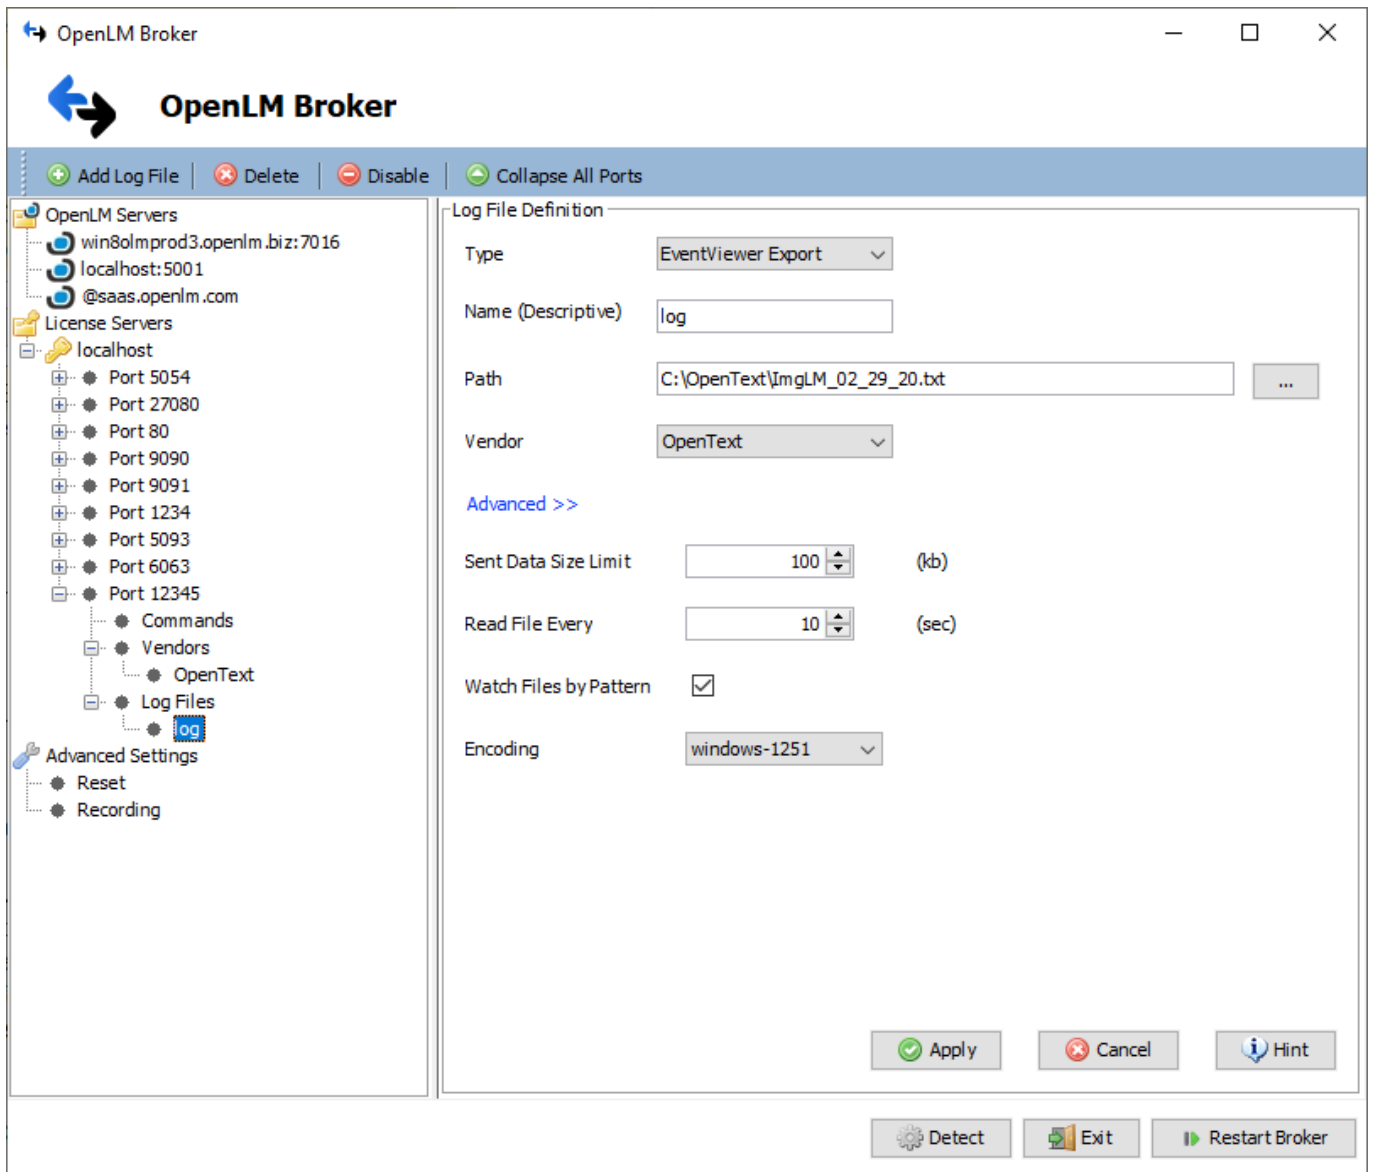 OpenLM Broker
OpenLM Broker
Add Log File Delete Disable Collapse All Ports
OpenLM Servers
win8olmprod3.openlm.biz:7016
localhost:5001
@saas.openlm.com
License Servers
localhost
Port 5054
Port 27080
Port 80
Port 9090
Port 9091
Port 1234
Port 5093
Port 6063
Port 12345
Commands
Vendors
OpenText
Log Files
log
Advanced Settings
Reset
Recording
Log File Definition
Type EventViewer Export
Name (Descriptive) log
Path C:\OpenText\ImgLM_02_29_20.txt ...
Vendor OpenText
Advanced >>
Sent Data Size Limit 100 (kb)
Read File Every 10 (sec)
Watch Files by Pattern
Encoding windows-1251
Apply Cancel Hint
Detect Exit Restart Broker